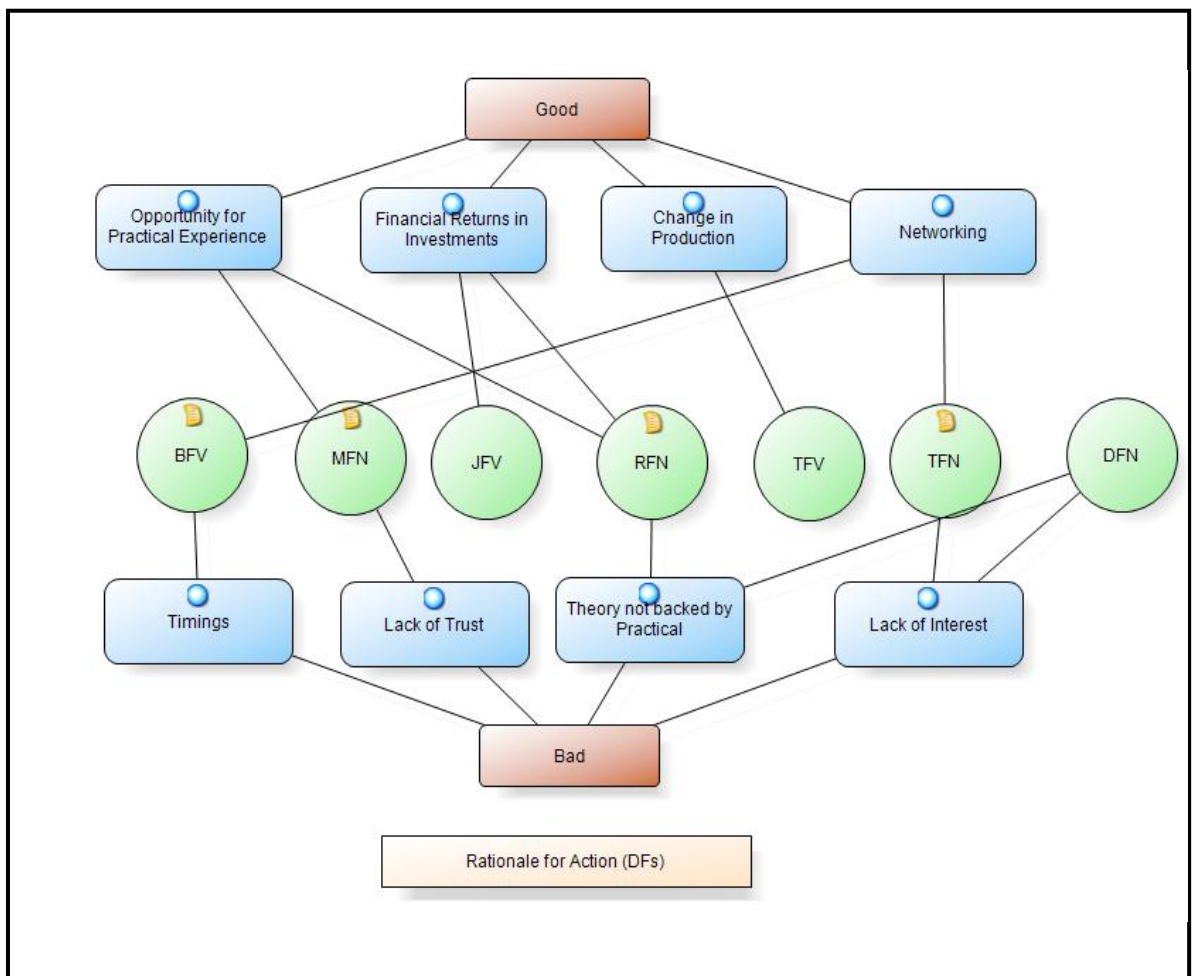 Good
Opportunity for
Practical Experience
Financial Returns in
Investments
Change in
Production
Networking
BFV
MFN
JFV
RFN
TFV
TFN
DFN
Timings
Lack of Trust
Theory not backed by
Practical
Lack of Interest
Bad
Rationale for Action (DFs)